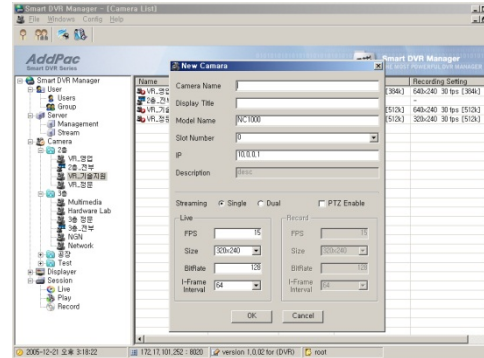 Smart DVR Manager - [Camera List]
File Windows Config Help
AddPac
Smart DVR Series
Smart DVR Manager
Smart DVR Manager
User
Users
Group
Server
Management
Stream
Camera
2층
VR_영업
2층_전부
VR_기술지원
VR_정문
3층
Multimedia
Hardware Lab
3층 정문
3층_전부
NGN
Network
공장
Test
Displayer
Session
Live
Play
Record
Name
Recording Setting
[384k] 640x240 30 fps [384k]
-
[512k] 640x240 30 fps [512k]
[512k] 320x240 30 fps [512k]
New Camara
Camera Name
Display Title
Model Name NC1000
Slot Number 0
IP 10.0.0.1
Description desc
Streaming Single Dual PTZ Enable
Live
FPS 15
Size 320x240
BitRate 128
I-Frame Interval 64
Record
FPS 15
Size 320x240
BitRate 128
I-Frame Interval 64
OK Cancel
2005-12-21 오후 3:18:22 172.17.101.252 : 8020 version 1.0.02 for (DVR) root